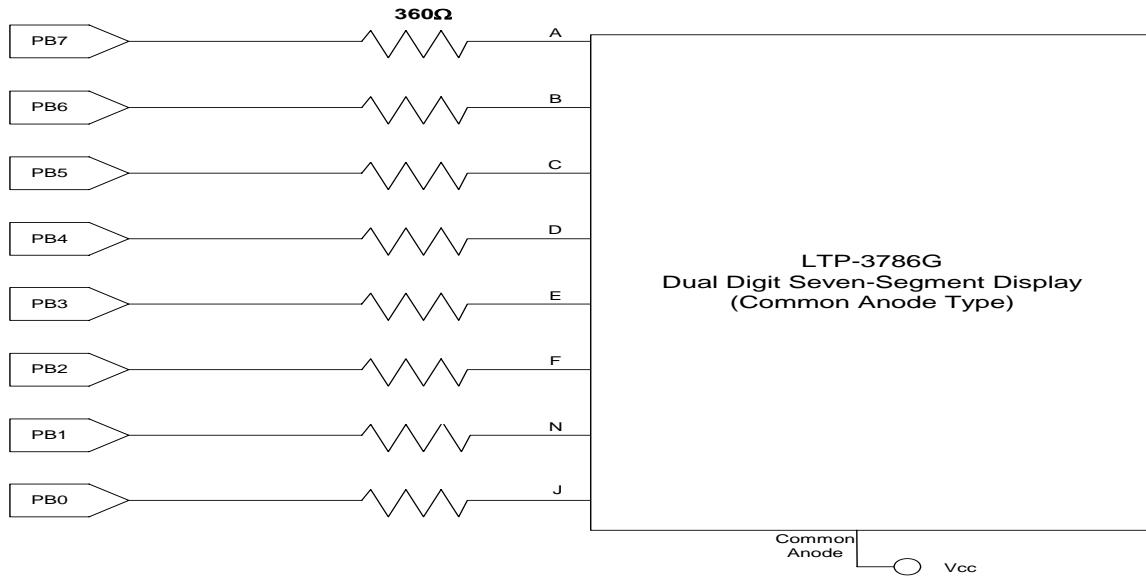 360Ω
PB7
A
PB6
B
PB5
C
PB4
D
LTP-3786G
Dual Digit Seven-Segment Display
(Common Anode Type)
PB3
E
PB2
F
PB1
N
PB0
J
Common
Anode
Vcc